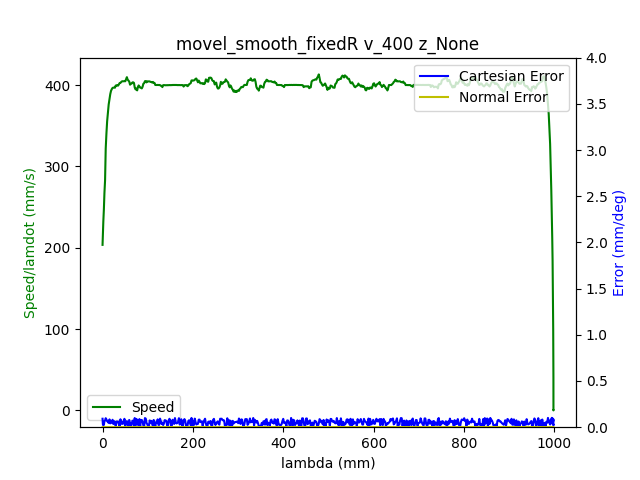 movel_smooth_fixedR v_400 z_None
Cartesian Error
Normal Error
Speed
Speed/lamdot (mm/s)
400
300
200
100
0
4.0
3.5
3.0
2.5
2.0
1.5
1.0
0.5
0.0
Error (mm/deg)
0 200 400 600 800 1000
lambda (mm)